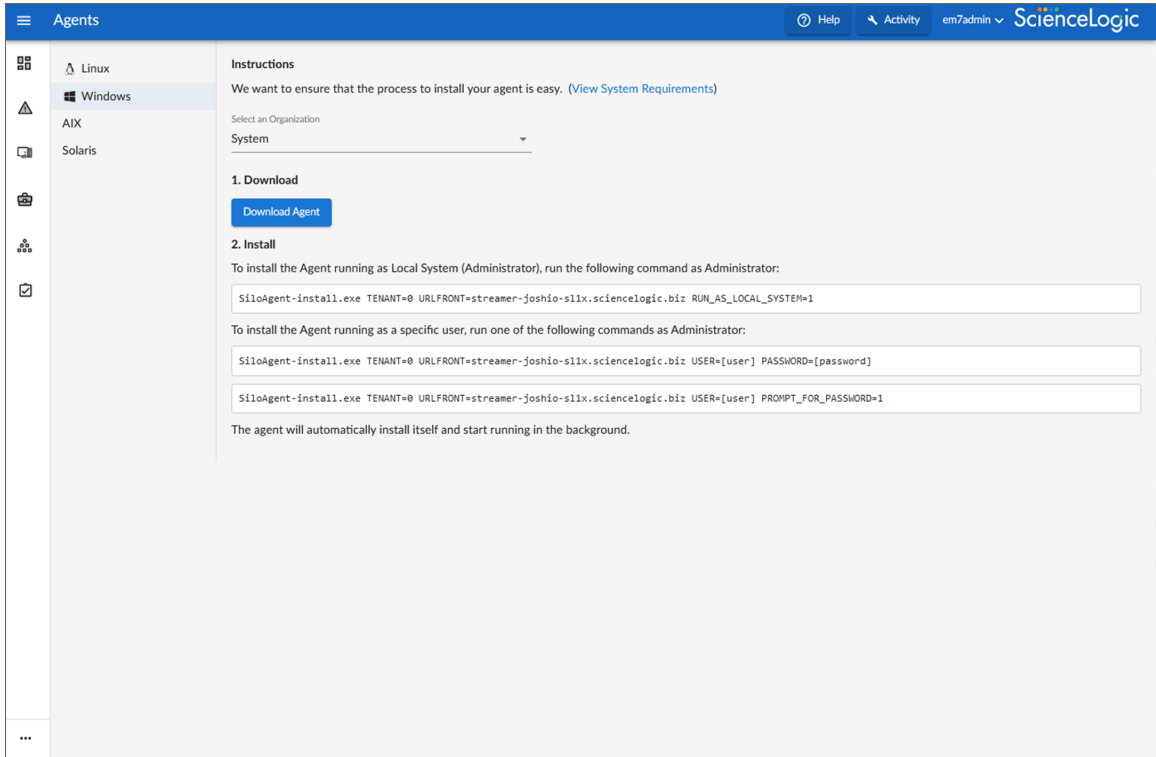 Agents
Help
Activity
em7admin
ScienceLogic
Linux
Windows
AIX
Solaris
Instructions
We want to ensure that the process to install your agent is easy. (View System Requirements)
Select an Organization
System
1. Download
Download Agent
2. Install
To install the Agent running as Local System (Administrator), run the following command as Administrator:
SiloAgent-install.exe TENANT=0 URLFRONT=streamer-joshio-sl1x.sciencelogic.biz RUN_AS_LOCAL_SYSTEM=1
To install the Agent running as a specific user, run one of the following commands as Administrator:
SiloAgent-install.exe TENANT=0 URLFRONT=streamer-joshio-sl1x.sciencelogic.biz USER=[user] PASSWORD=[password]
SiloAgent-install.exe TENANT=0 URLFRONT=streamer-joshio-sl1x.sciencelogic.biz USER=[user] PROMPT_FOR_PASSWORD=1
The agent will automatically install itself and start running in the background.